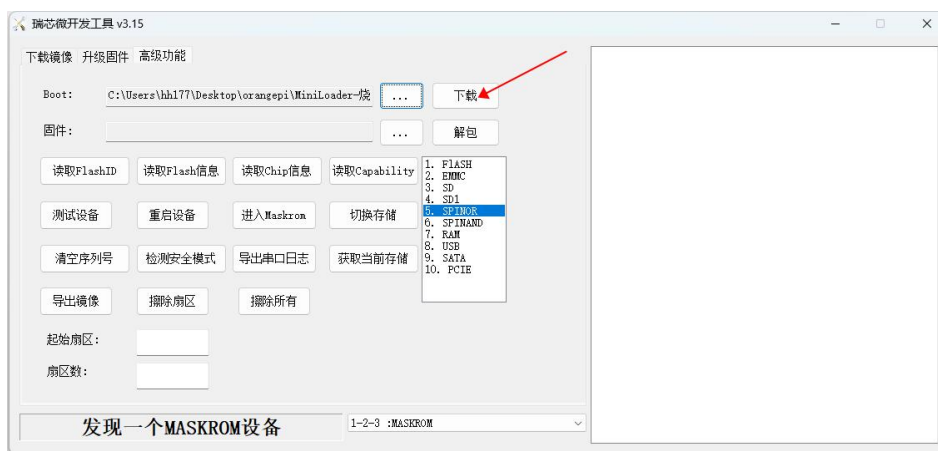 瑞芯微开发工具 v3.15
下载镜像 升级固件 高级功能
Boot: C:\Users\hh177\Desktop\orangepi\MiniLoader-烧 ... 下载
固件: ... 解包
读取FlashID 读取Flash信息 读取Chip信息 读取Capability
测试设备 重启设备 进入Maskrom 切换存储
清空序列号 检测安全模式 导出串口日志 获取当前存储
导出镜像 擦除扇区 擦除所有
1. FlASH
2. EMMC
3. SD
4. SD1
5. SPINOR
6. SPINAND
7. RAM
8. USB
9. SATA
10. PCIE
起始扇区:
扇区数:
发现一个MASKROM设备 1-2-3 :MASKROM